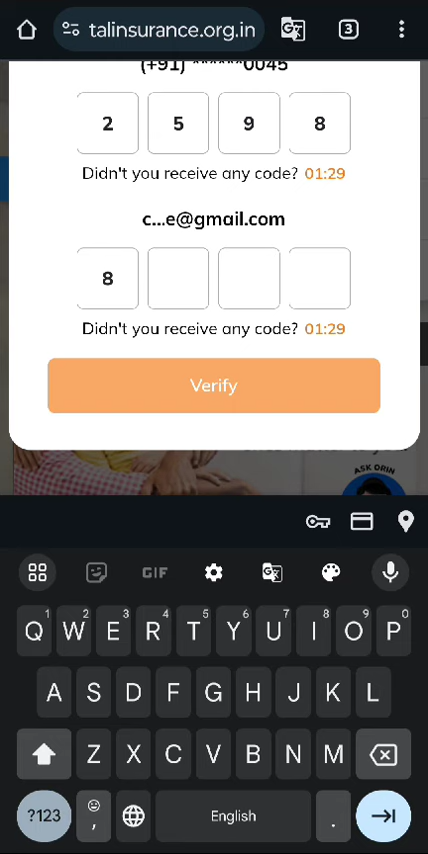 talinsurance.org.in
3
(+91) ******0045
2 5 9 8
Didn't you receive any code? 01:29
c...e@gmail.com
8
Didn't you receive any code? 01:29
Verify
ASK ORIN
GIF
1 2 3 4 5 6 7 8 9 0
Q W E R T Y U I O P
A S D F G H J K L
Z X C V B N M
?123 , English .